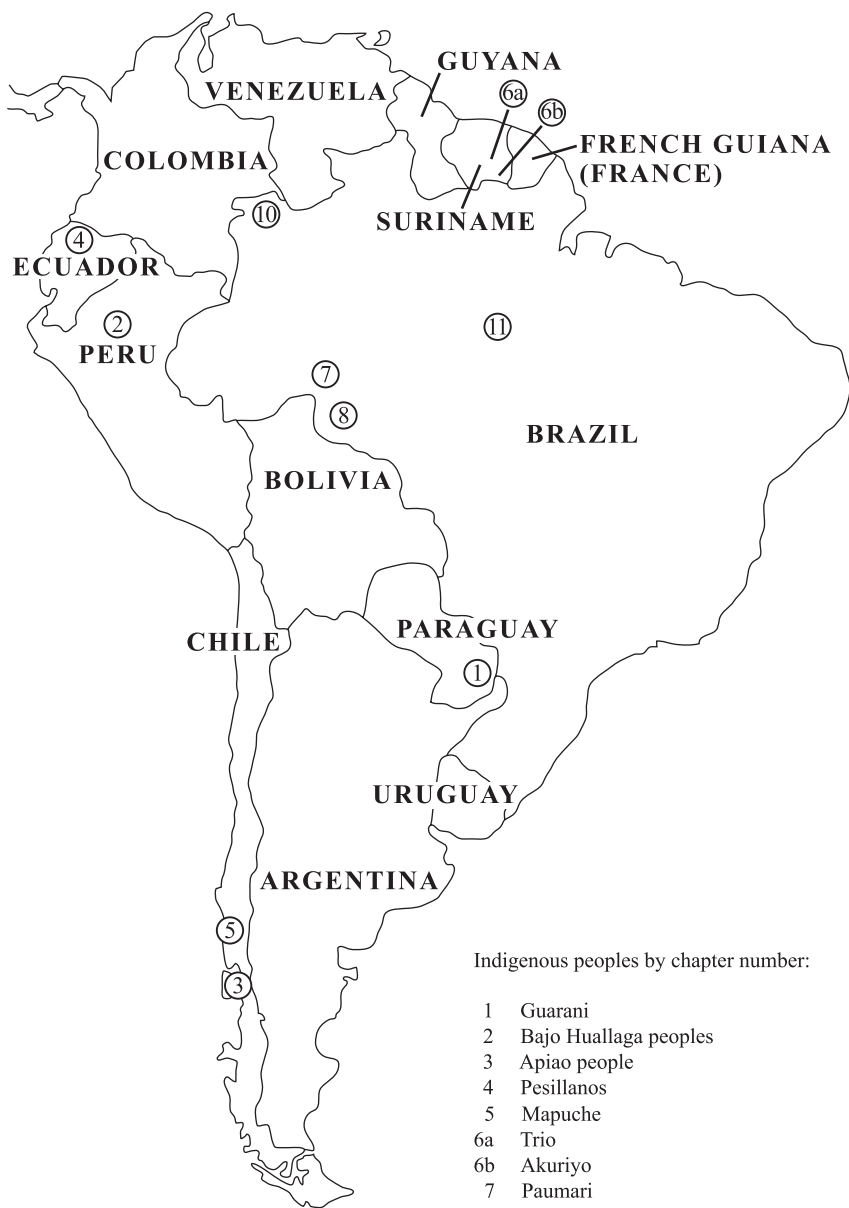 GUYANA
6a
VENEZUELA
6b
FRENCH GUIANA
(FRANCE)
COLOMBIA
SURINAME
10
4
ECUADOR
2
11
PERU
7
8
BRAZIL
BOLIVIA
CHILE
PARAGUAY
1
URUGUAY
ARGENTINA
5
3
Indigenous peoples by chapter number:
1 Guarani
2 Bajo Huallaga peoples
3 Apiao people
4 Pesillanos
5 Mapuche
6a Trio
6b Akuriyo
7 Paumari